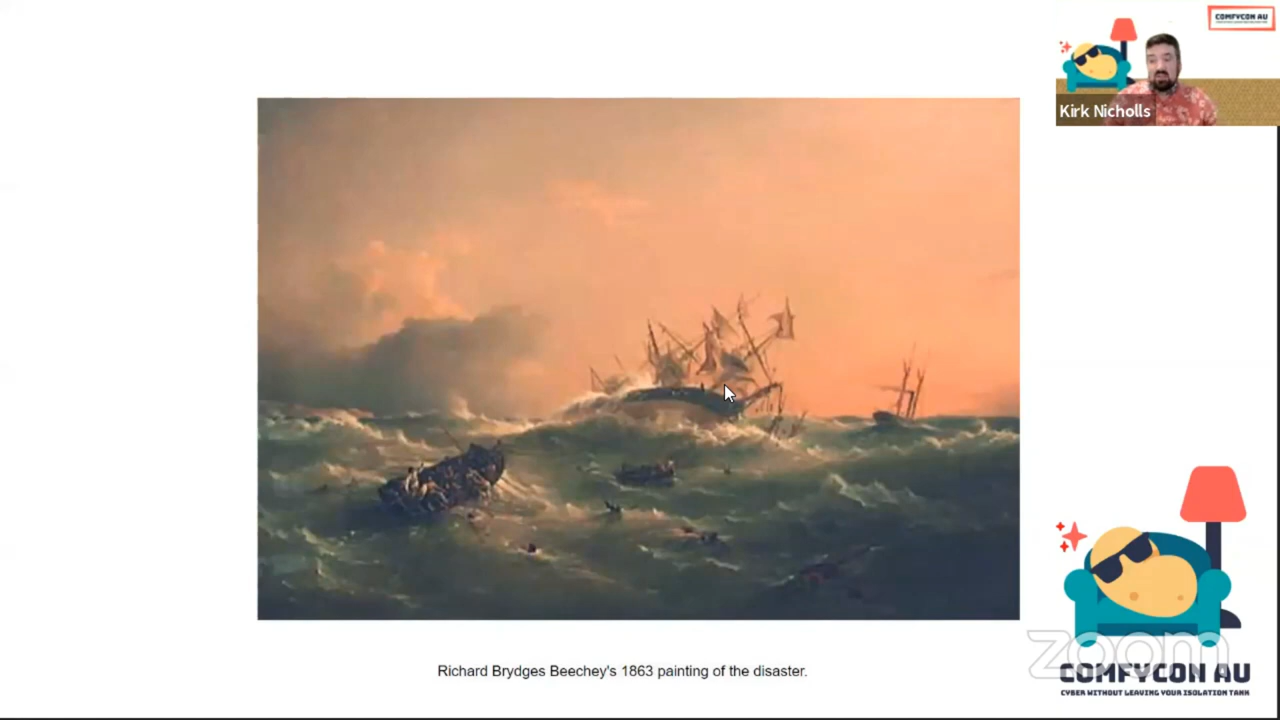 COMFYCON AU
Kirk Nicholls
Richard Brydges Beechey's 1863 painting of the disaster.
zoom
COMFYCON AU
CYBER WITHOUT LEAVING YOUR ISOLATION TANK